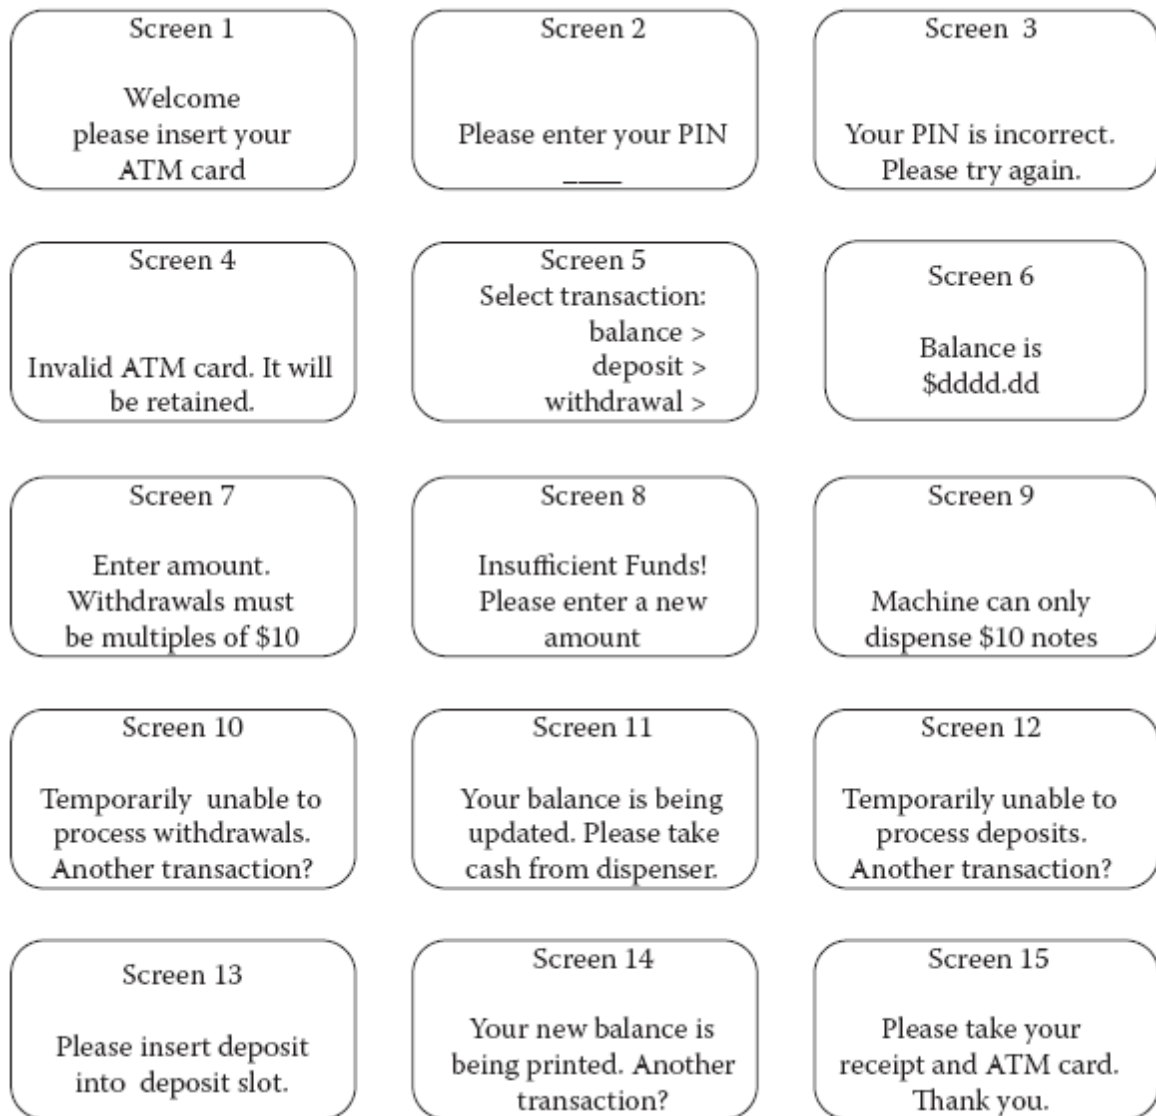 Screen 1
Welcome
please insert your
ATM card
Screen 2
Please enter your PIN
____
Screen 3
Your PIN is incorrect.
Please try again.
Screen 4
Invalid ATM card. It will
be retained.
Screen 5
Select transaction:
balance >
deposit >
withdrawal >
Screen 6
Balance is
$dddd.dd
Screen 7
Enter amount.
Withdrawals must
be multiples of $10
Screen 8
Insufficient Funds!
Please enter a new
amount
Screen 9
Machine can only
dispense $10 notes
Screen 10
Temporarily unable to
process withdrawals.
Another transaction?
Screen 11
Your balance is being
updated. Please take
cash from dispenser.
Screen 12
Temporarily unable to
process deposits.
Another transaction?
Screen 13
Please insert deposit
into deposit slot.
Screen 14
Your new balance is
being printed. Another
transaction?
Screen 15
Please take your
receipt and ATM card.
Thank you.